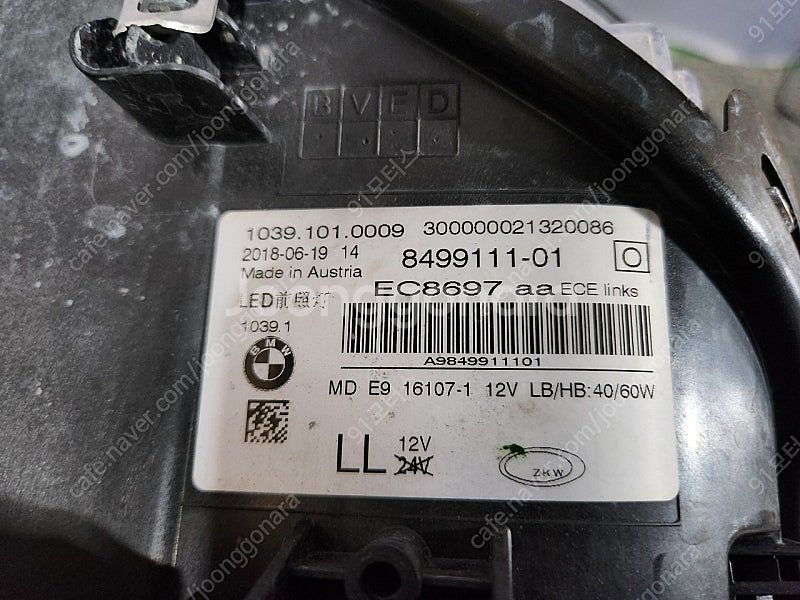 BVED
1039.101.0009 300000021320086
2018-06-19 14 8499111-01 O
Made in Austria
EC8697 aa ECE links
LED前照灯
1039.1
BMW
A9849911101
MD E9 16107-1 12V LB/HB:40/60W
LL 12V
24V
ZKW
Joonggonara
cafe.naver.com/joonggonara
91모터스